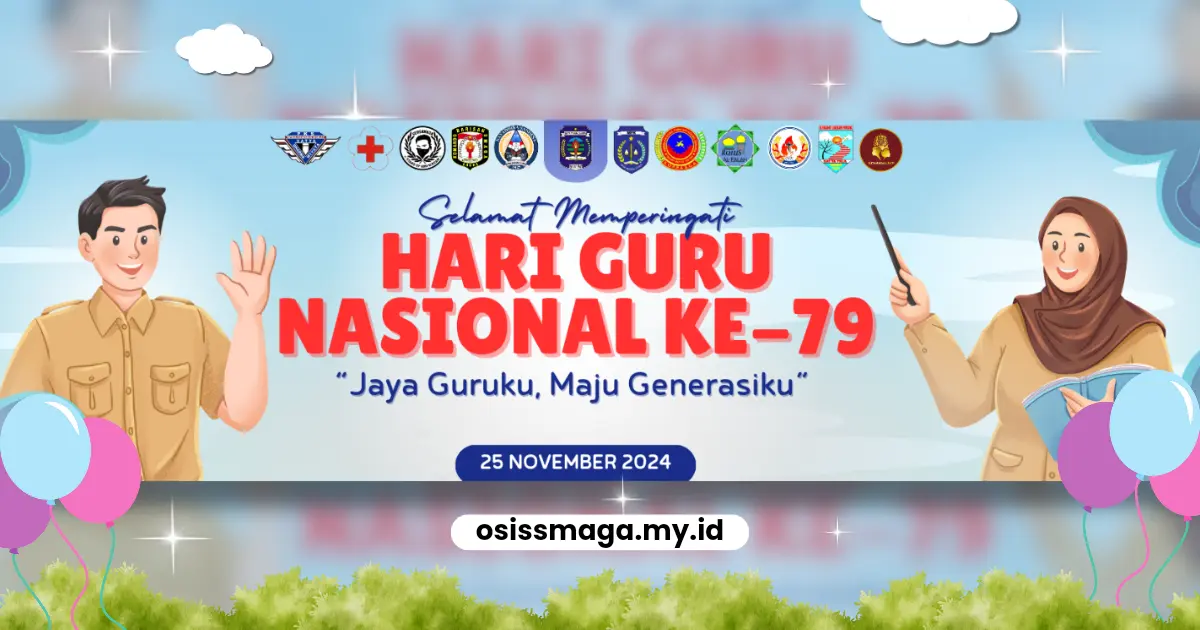 Selamat Memperingati
HARI GURU
NASIONAL KE-79
“Jaya Guruku, Maju Generasiku“
25 NOVEMBER 2024
osissmaga.my.id